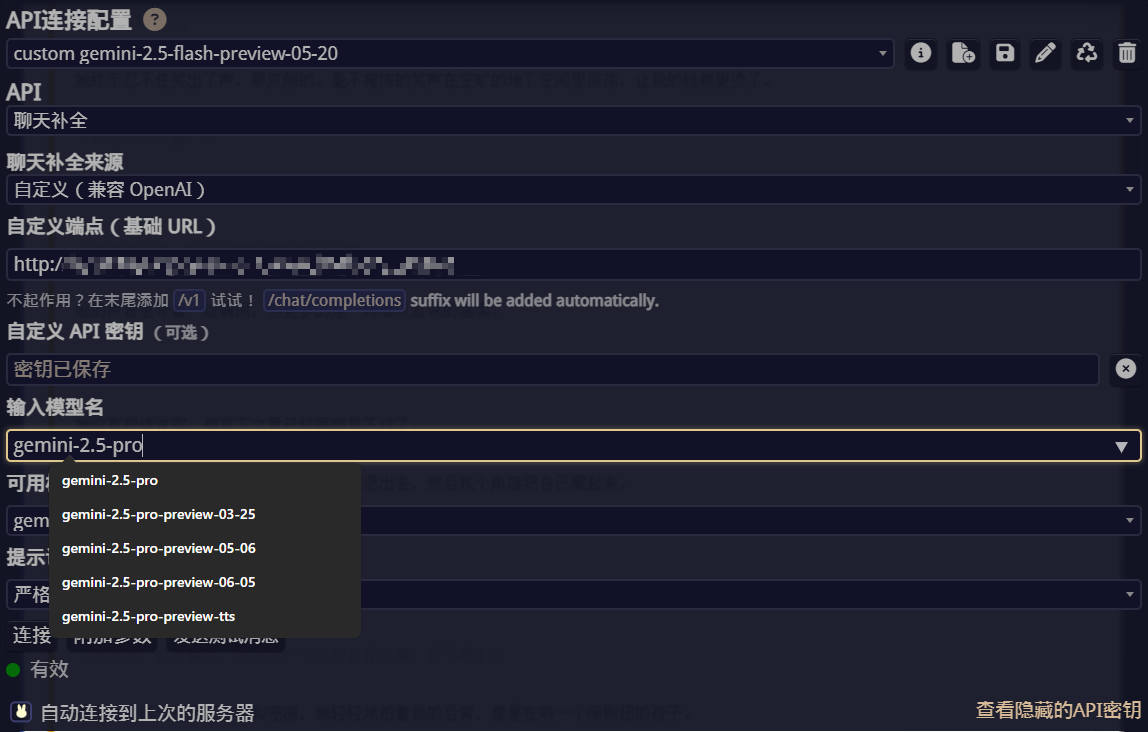 API连接配置 ?
custom gemini-2.5-flash-preview-05-20
API
聊天补全
聊天补全来源
自定义（兼容 OpenAI）
自定义端点（基础 URL）
http:/
不起作用？在末尾添加 /v1 试试！ /chat/completions suffix will be added automatically.
自定义 API 密钥 （可选）
密钥已保存
输入模型名
gemini-2.5-pro
可用
gemini-2.5-pro
gem
gemini-2.5-pro-preview-03-25
gemini-2.5-pro-preview-05-06
提示
gemini-2.5-pro-preview-06-05
严格
gemini-2.5-pro-preview-tts
连接 附加参数 发送测试消息
有效
自动连接到上次的服务器
查看隐藏的API密钥